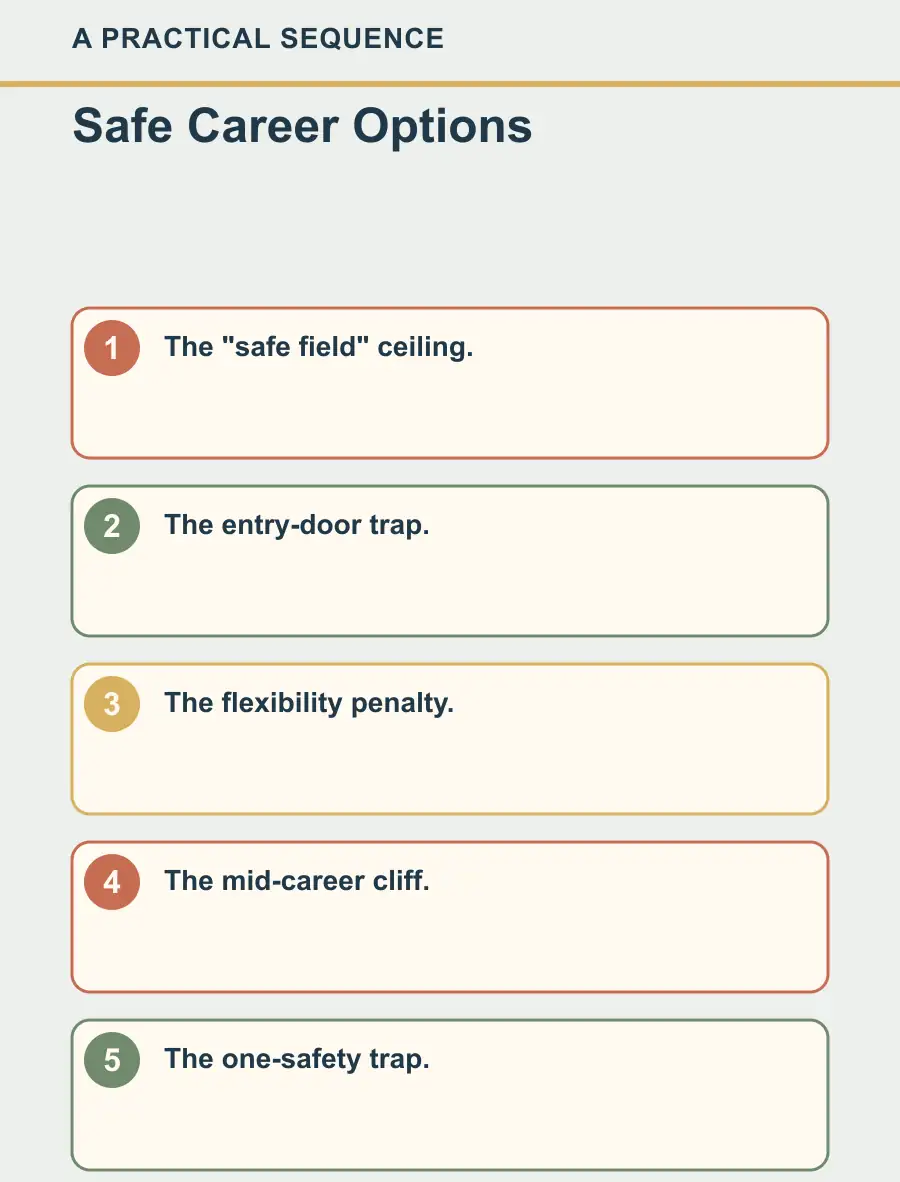 A PRACTICAL SEQUENCE
Safe Career Options
1 The "safe field" ceiling.
2 The entry-door trap.
3 The flexibility penalty.
4 The mid-career cliff.
5 The one-safety trap.